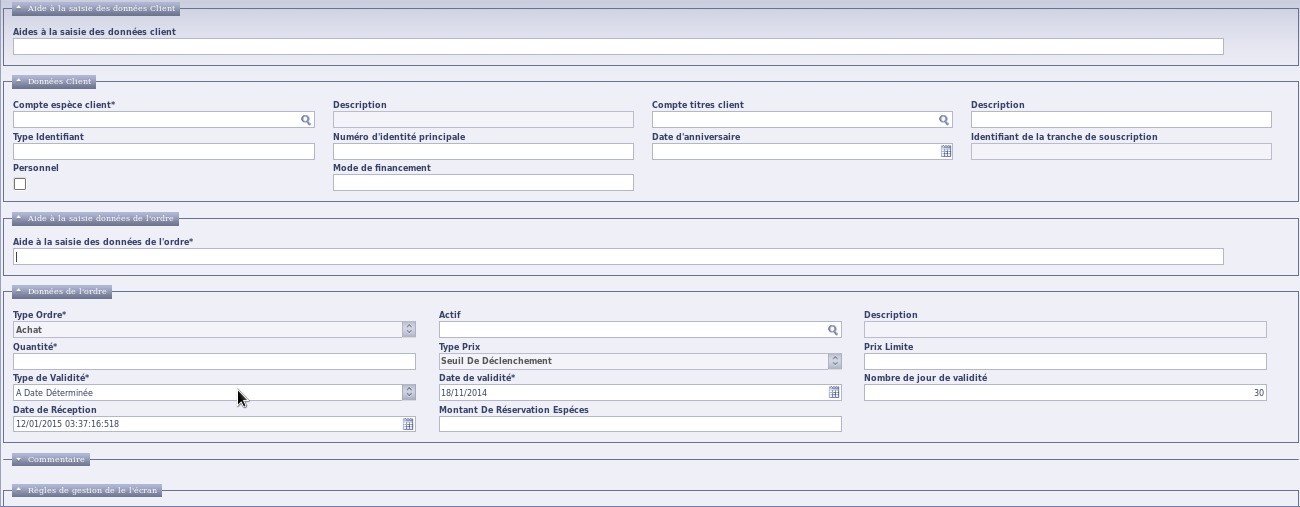 Aide à la saisie des données Client
Aides à la saisie des données client
Données Client
Compte espèce client* Description Compte titres client Description
Type Identifiant Numéro d'identité principale Date d'anniversaire Identifiant de la tranche de souscription
Personnel Mode de financement
Aide à la saisie données de l'ordre
Aide à la saisie des données de l'ordre*
Données de l'ordre
Type Ordre* Actif Description
Achat
Quantité* Type Prix Prix Limite
Seuil De Déclenchement
Type de Validité* Date de validité* Nombre de jour de validité
A Date Déterminée 18/11/2014 30
Date de Réception Montant De Réservation Espéces
12/01/2015 03:37:16:518
Commentaire
Règles de gestion de le l'écran